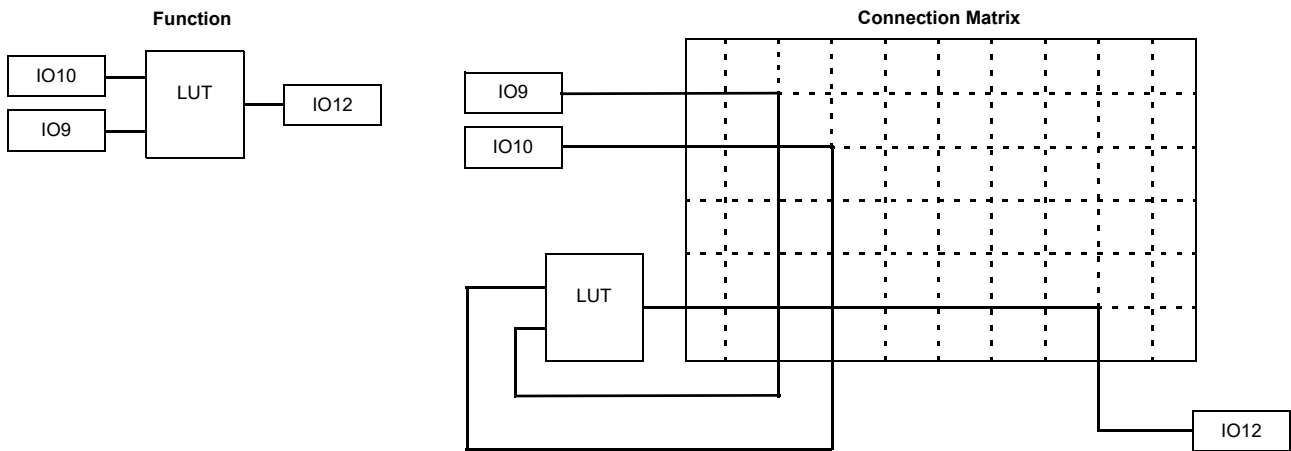 Function
IO10
IO9
LUT
IO12
Connection Matrix
IO9
IO10
LUT
IO12